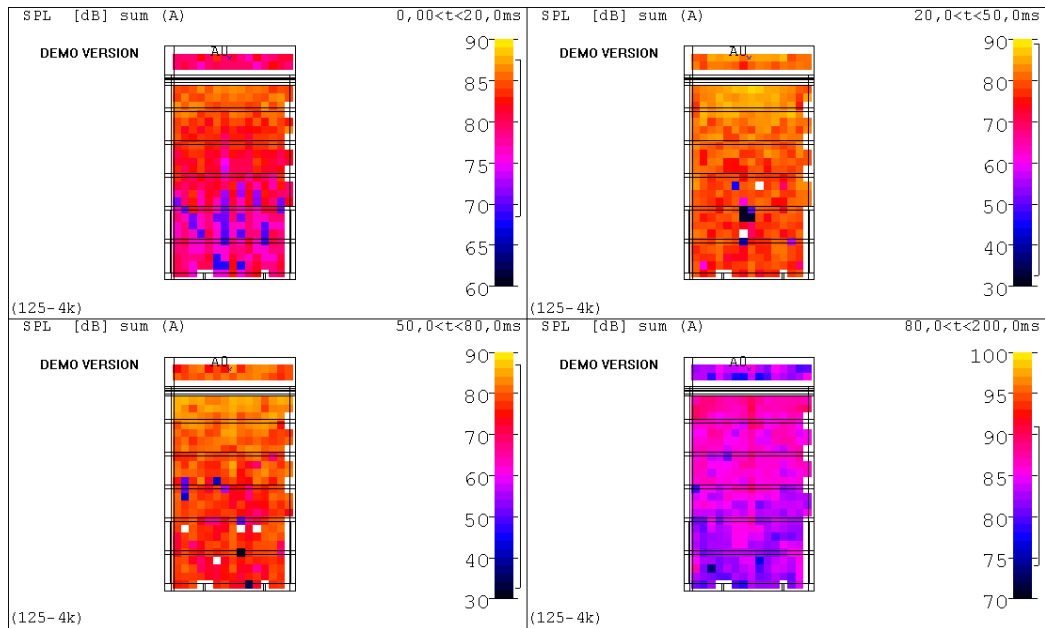 SPL [dB] sum (A) 0,00<t<20,0ms
DEMO VERSION
A0
90
85
80
75
70
65
60
(125-4k)
SPL [dB] sum (A) 20,0<t<50,0ms
DEMO VERSION
A0
90
80
70
60
50
40
30
(125-4k)
SPL [dB] sum (A) 50,0<t<80,0ms
DEMO VERSION
A0
90
80
70
60
50
40
30
(125-4k)
SPL [dB] sum (A) 80,0<t<200,0ms
DEMO VERSION
A0
100
95
90
85
80
75
70
(125-4k)